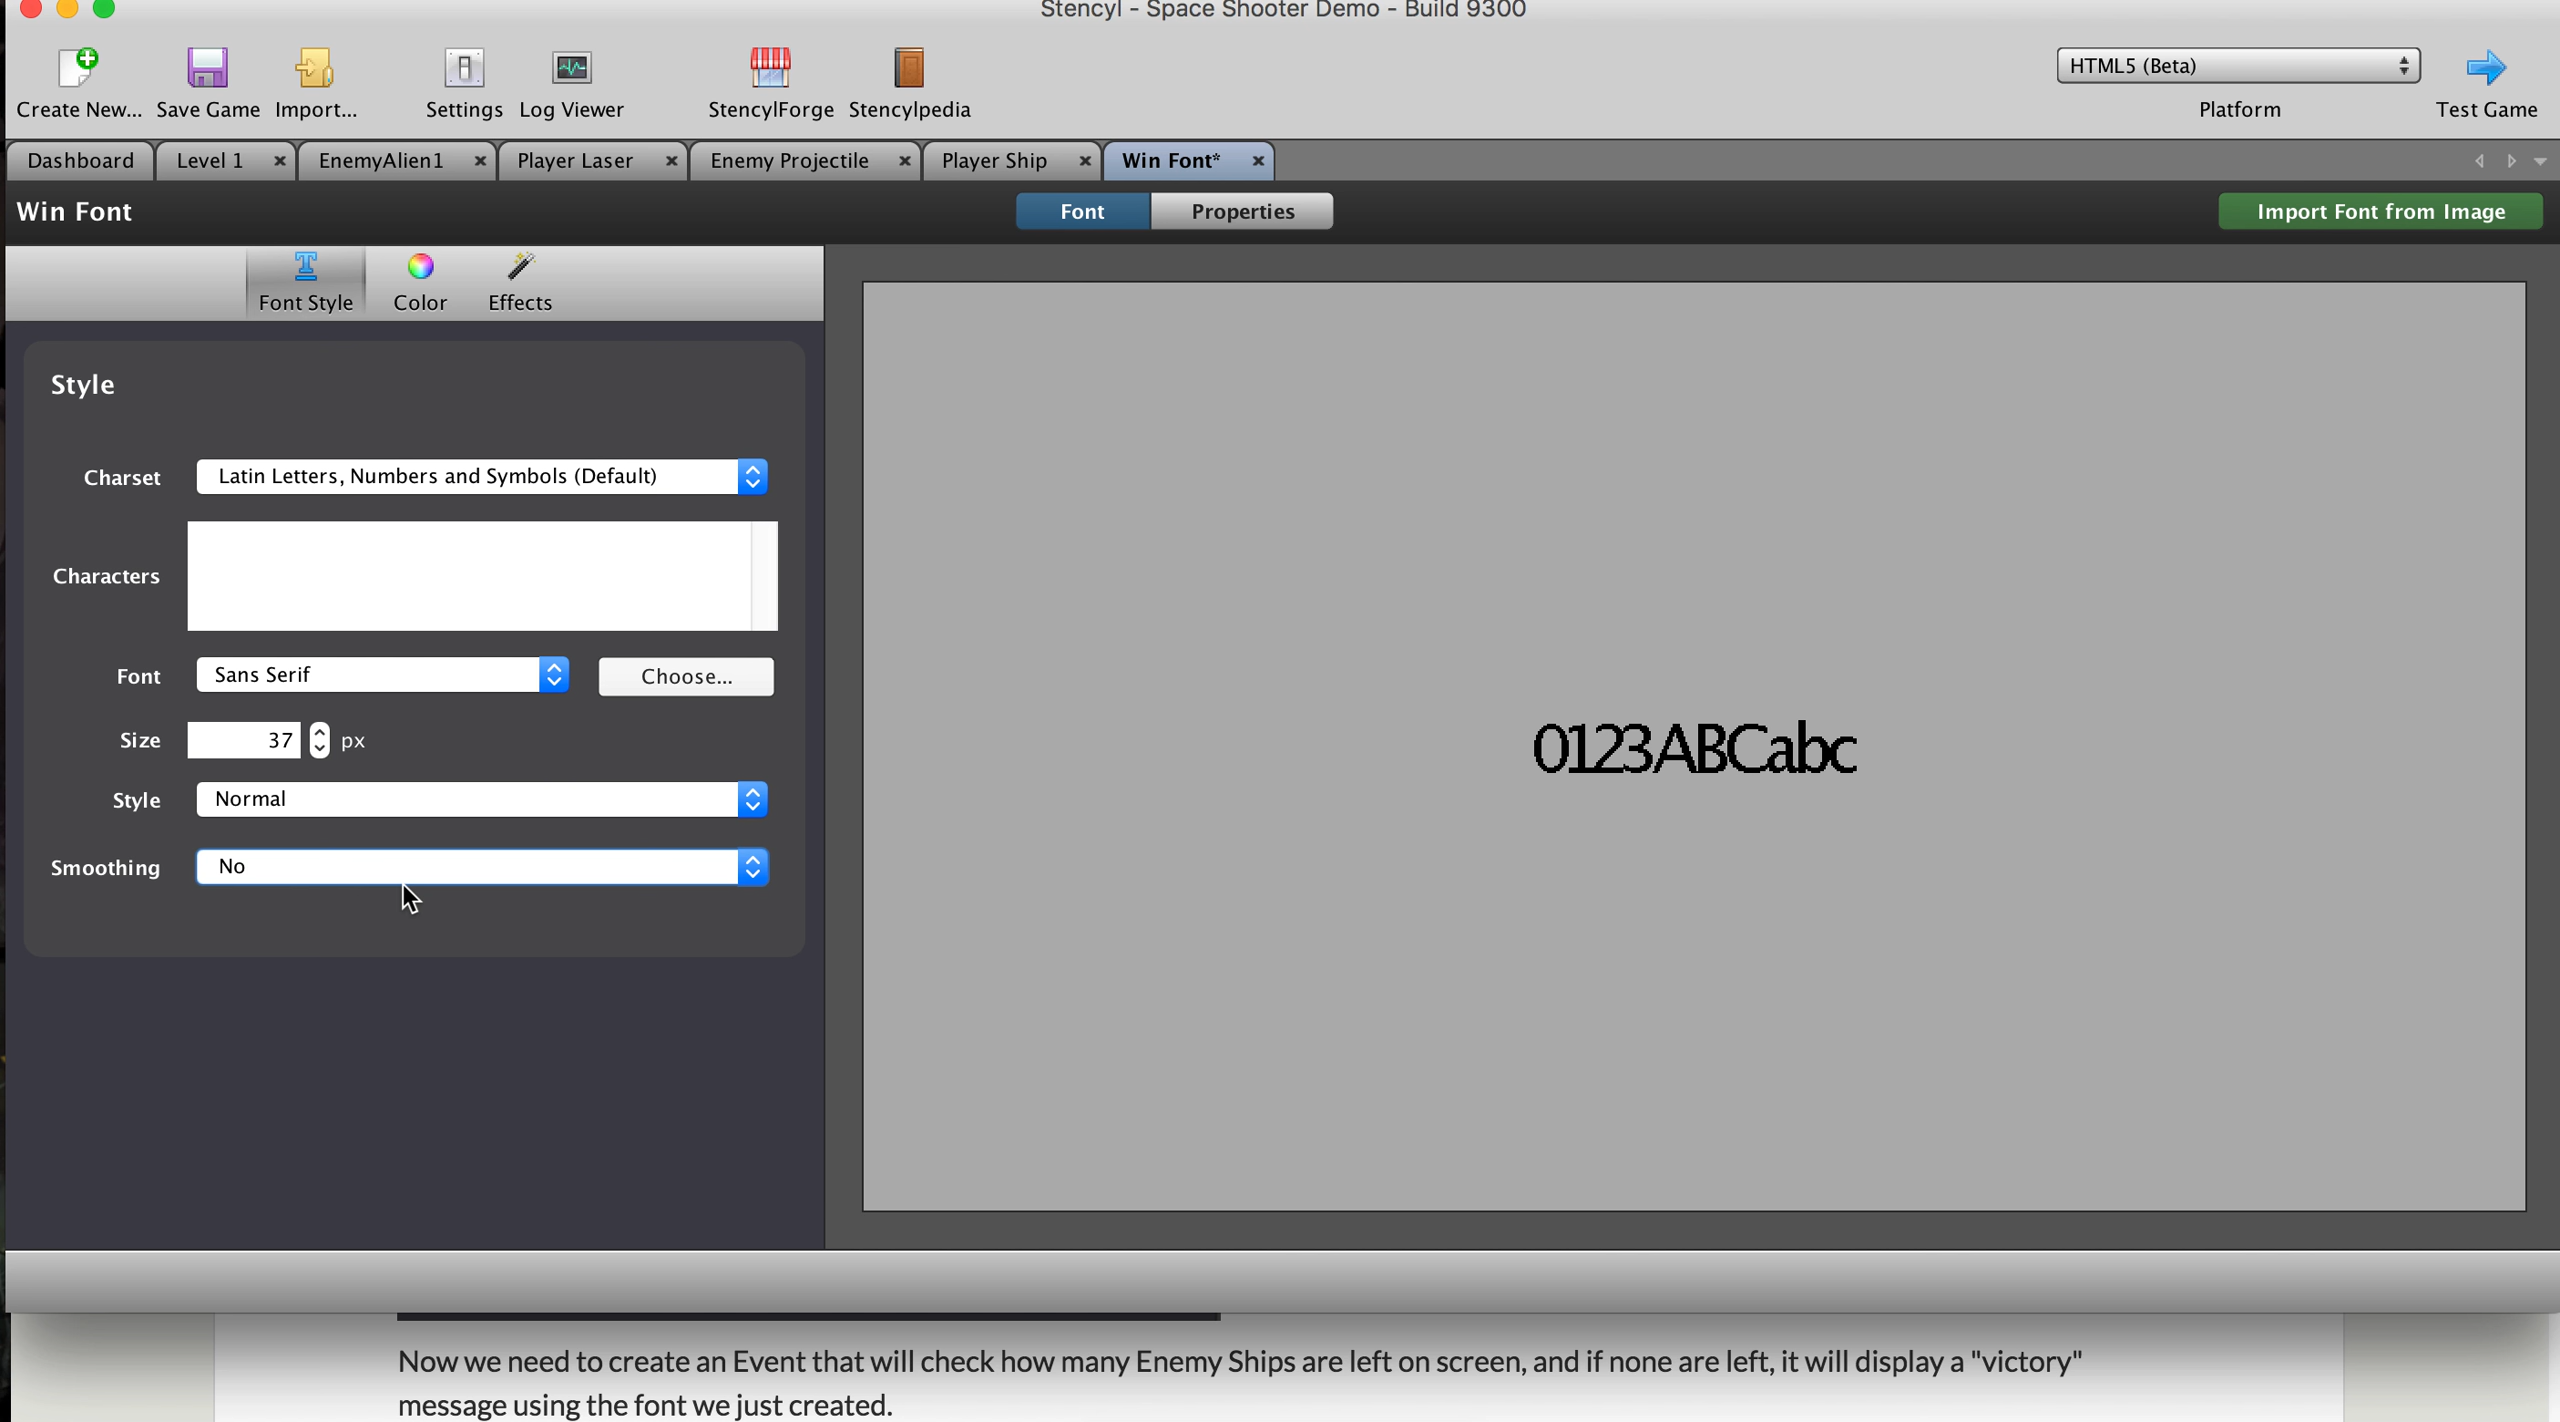 Stencyl - Space Shooter Demo - Build 9300
Create New... Save Game Import... Settings Log Viewer StencylForge Stencylpedia
HTML5 (Beta)
Platform Test Game
Dashboard Level 1 EnemyAlien1 Player Laser Enemy Projectile Player Ship Win Font*
Win Font Font Properties Import Font from Image
Font Style Color Effects
Style
Charset Latin Letters, Numbers and Symbols (Default)
Characters
Font Sans Serif Choose...
Size 37 px
Style Normal
Smoothing No
0123ABCabc
Now we need to create an Event that will check how many Enemy Ships are left on screen, and if none are left, it will display a "victory"
message using the font we just created.